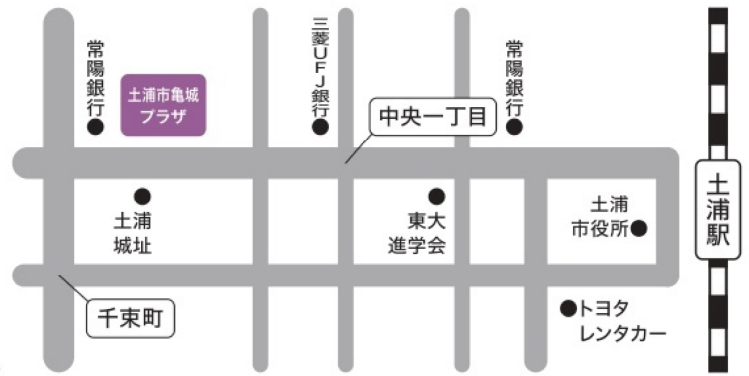 常陽銀行
土浦市亀城
プラザ
三菱UFJ銀行
中央一丁目
常陽銀行
土浦駅
土浦
城址
東大
進学会
土浦
市役所
千束町
トヨタ
レンタカー